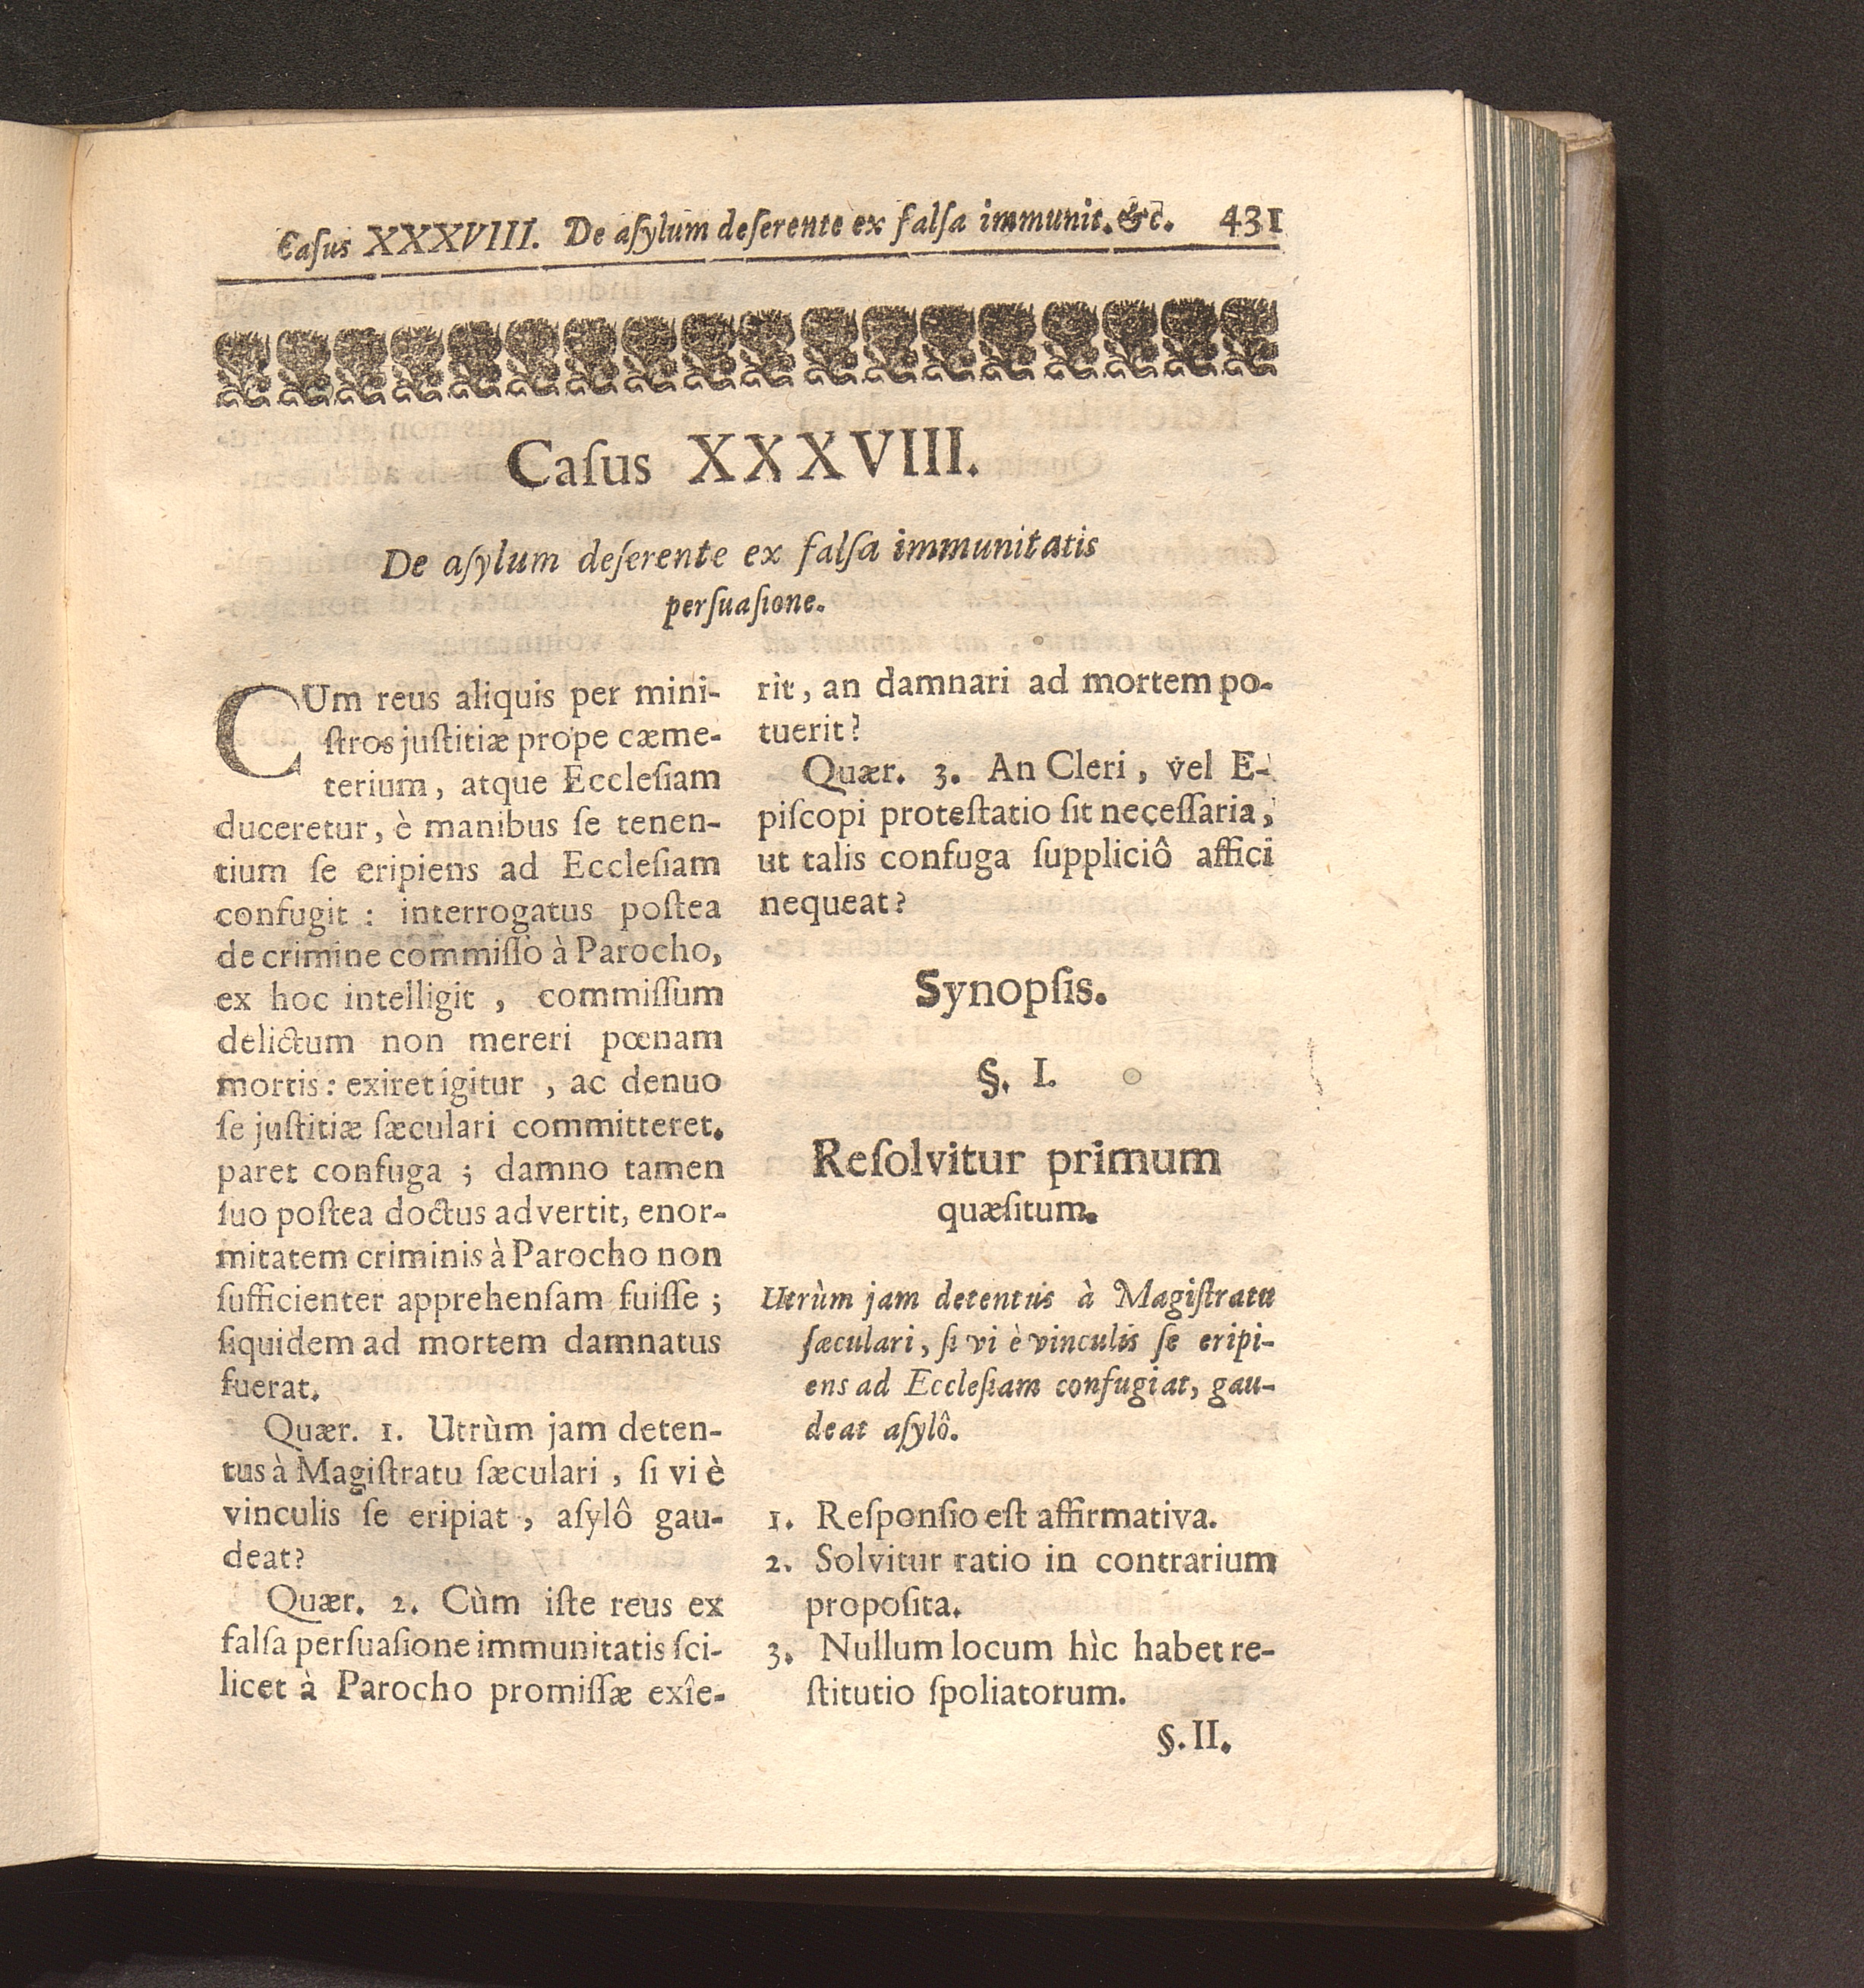 Caſus XXXVIII. De aſylum deſerente ex falſa immunit. &c. 431
Caſus XXXVIII.
De aſylum deſerente ex falſa immunitatis
perſuaſione.
CUm reus aliquis per mini-
ſtros juſtitiæ prope cæme-
terium, atque Eccleſiam
duceretur, è manibus ſe tenen-
tium ſe eripiens ad Eccleſiam
confugit : interrogatus poſtea
de crimine commiſſo à Parocho,
ex hoc intelligit , commiſſum
delictum non mereri pœnam
mortis : exiret igitur , ac denuo
ſe juſtitiæ ſæculari committeret.
paret confuga ; damno tamen
ſuo poſtea doctus advertit, enor-
mitatem criminis à Parocho non
ſufficienter apprehenſam fuiſſe ;
ſiquidem ad mortem damnatus
fuerat.
Quær. 1. Utrùm jam deten-
tus à Magiſtratu ſæculari , ſi vi è
vinculis ſe eripiat , aſylô gau-
deat?
Quær. 2. Cùm iſte reus ex
falſa perſuaſione immunitatis ſci-
licet à Parocho promiſſæ exîe-
rit , an damnari ad mortem po-
tuerit?
Quær. 3. An Cleri , vel E-
piſcopi proteſtatio ſit neceſſaria,
ut talis confuga ſuppliciô affici
nequeat?
Synopſis.
§. I.
Reſolvitur primum
quæſitum.
Utrùm jam detentus à Magiſtratu
ſæculari , ſi vi è vinculis ſe eripi-
ens ad Eccleſiam confugiat, gau-
deat aſylô.
1. Reſponſio eſt affirmativa.
2. Solvitur ratio in contrarium
propoſita.
3. Nullum locum hìc habet re-
ſtitutio ſpoliatorum.
§. II.